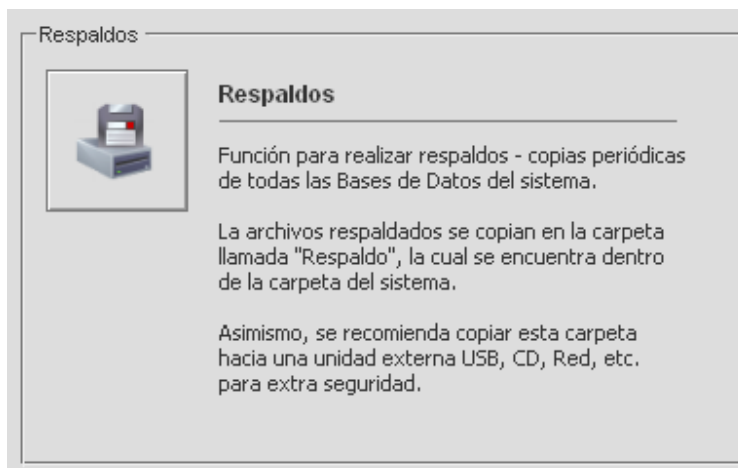 Respaldos
Respaldos
Función para realizar respaldos - copias periódicas
de todas las Bases de Datos del sistema.
La archivos respaldados se copian en la carpeta
llamada "Respaldo", la cual se encuentra dentro
de la carpeta del sistema.
Asimismo, se recomienda copiar esta carpeta
hacia una unidad externa USB, CD, Red, etc.
para extra seguridad.